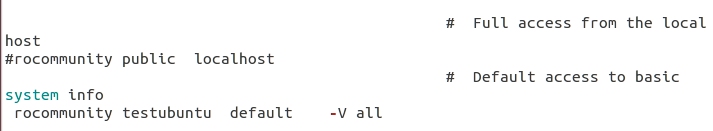 #  Full access from the local
host
#rocommunity public  localhost
#  Default access to basic
system info
 rocommunity testubuntu  default    -V all